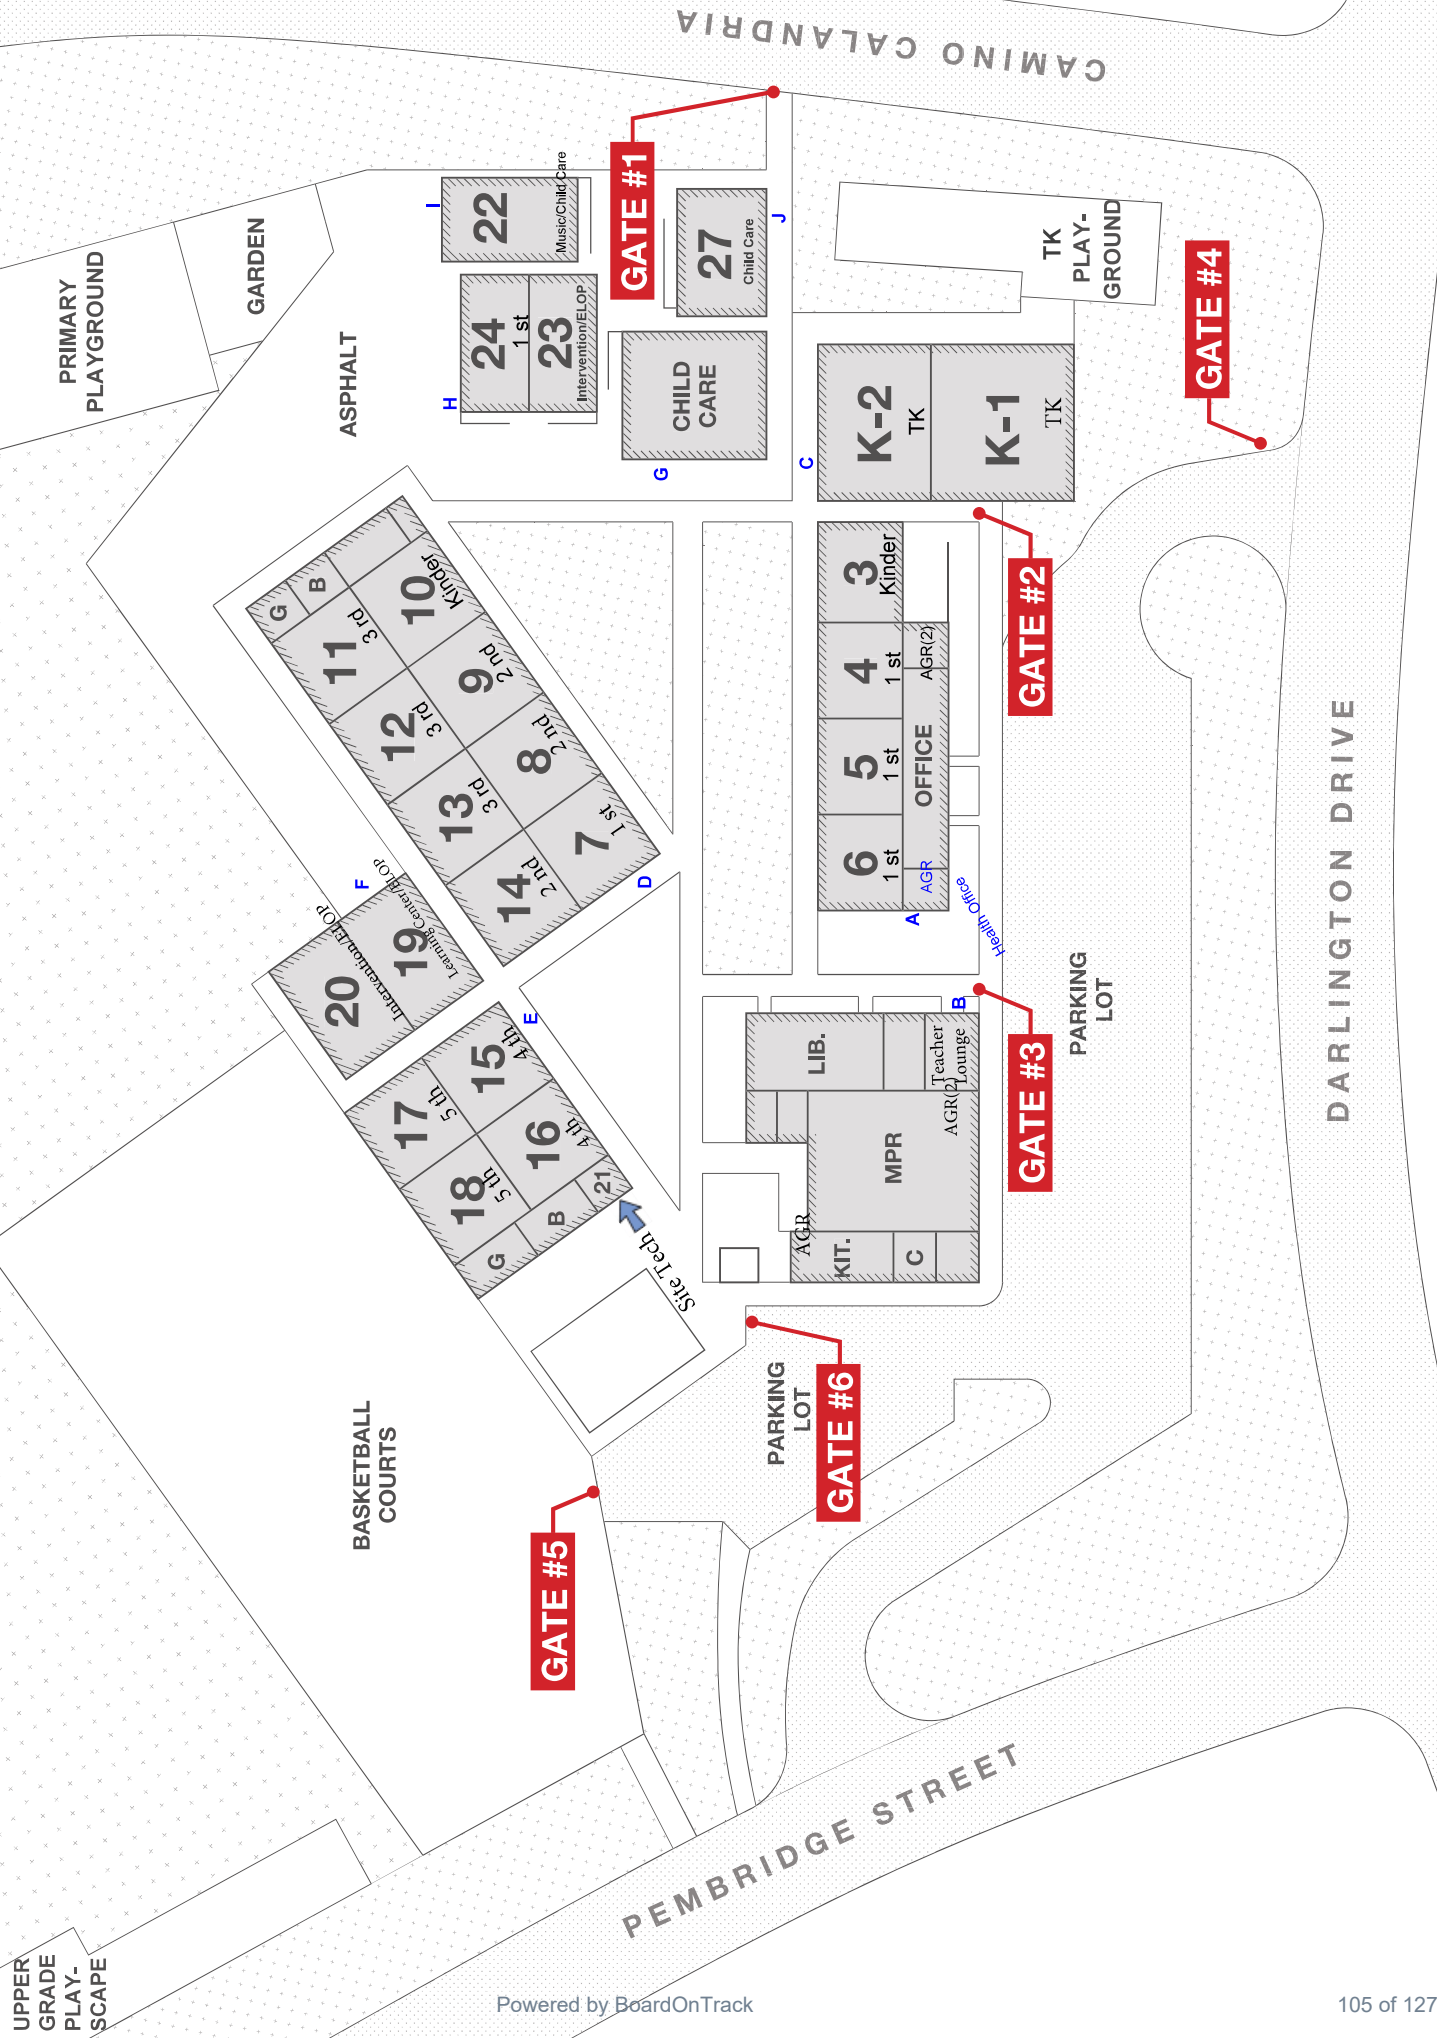 CAMINO CALANDRIA
PRIMARY
PLAYGROUND
GARDEN
ASPHALT
I
22
Music/Child Care
GATE #1
J
27
Child Care
24
1 st
23
Intervention/ELOP
H
CHILD
CARE
G
TK
PLAY-
GROUND
GATE #4
C
K-2
TK
K-1
TK
GATE #2
G
B
10
Kinder
11
3 rd
9
2 nd
12
3 rd
8
2 nd
13
3 rd
7
1 st
14
2 nd
D
3
Kinder
4
1 st
AGR(2)
5
1 st
OFFICE
6
1 st
AGR
A
Health Office
F
20
Intervention/ELOP
19
Learning Center/ELOP
E
17
5 th
15
4 th
18
5 th
16
4 th
G
B
21
Site Tech
B
LIB.
Teacher
Lounge
AGR(2)
MPR
AGR
KIT.
C
GATE #3
PARKING
LOT
DARLINGTON DRIVE
PARKING
LOT
GATE #6
BASKETBALL
COURTS
GATE #5
PEMBRIDGE STREET
UPPER
GRADE
PLAY-
SCAPE
Powered by BoardOnTrack
105 of 127